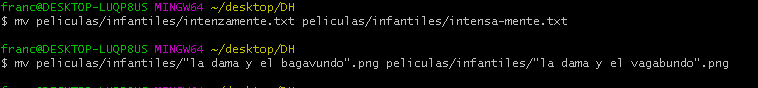 franc@DESKTOP-LUQP8US MINGW64 ~/desktop/DH
$ mv peliculas/infantiles/intenzamente.txt peliculas/infantiles/intensa-mente.txt
franc@DESKTOP-LUQP8US MINGW64 ~/desktop/DH
$ mv peliculas/infantiles/"la dama y el bagavundo".png peliculas/infantiles/"la dama y el vagabundo".png